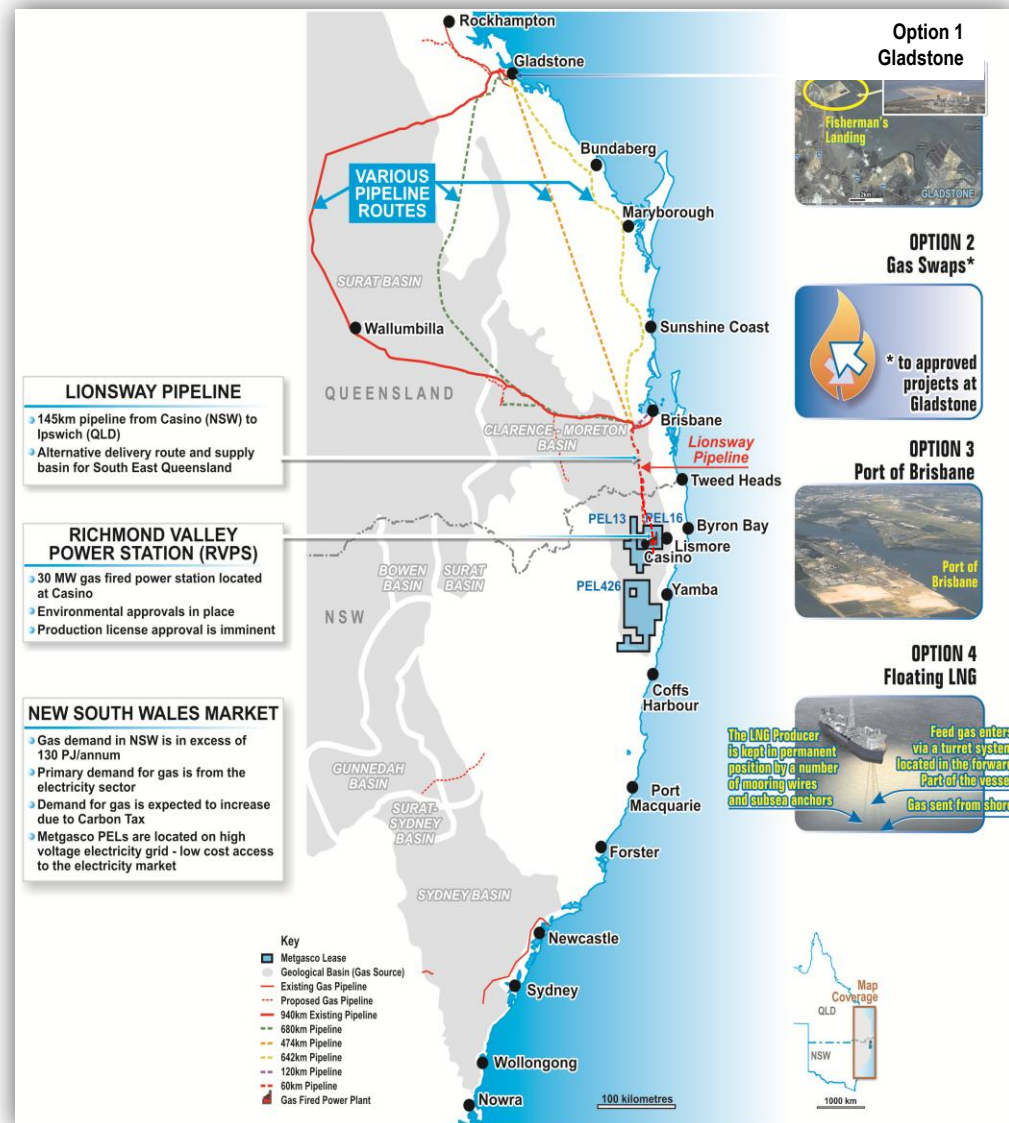 Rockhampton
Gladstone
Option 1
Gladstone
Fisherman's
Landing
GLADSTONE
2km
Bundaberg
VARIOUS
PIPELINE
ROUTES
Maryborough
OPTION 2
Gas Swaps*
* to approved
projects at
Gladstone
SURAT BASIN
Wallumbilla
Sunshine Coast
QUEENSLAND
LIONSWAY PIPELINE
145km pipeline from Casino (NSW) to
Ipswich (QLD)
Alternative delivery route and supply
basin for South East Queensland
CLARENCE - MORETON
BASIN
Brisbane
Lionsway
Pipeline
Tweed Heads
OPTION 3
Port of Brisbane
Port of
Brisbane
RICHMOND VALLEY
POWER STATION (RVPS)
30 MW gas fired power station located
at Casino
Environmental approvals in place
Production license approval is imminent
PEL13
PEL16
Byron Bay
Lismore
Casino
BOWEN
BASIN
SURAT
BASIN
PEL426
Yamba
NSW
OPTION 4
Floating LNG
The LNG Producer
is kept in permanent
position by a number
of mooring wires
and subsea anchors
Feed gas enters
via a turret system
located in the forward
Part of the vesse
Gas sent from shore
Coffs
Harbour
NEW SOUTH WALES MARKET
Gas demand in NSW is in excess of
130 PJ/annum
Primary demand for gas is from the
electricity sector
Demand for gas is expected to increase
due to Carbon Tax
Metgasco PELs are located on high
voltage electricity grid - low cost access
to the electricity market
GUNNEDAH
BASIN
SURAT-
SYDNEY
BASIN
Port
Macquarie
Forster
SYDNEY BASIN
Newcastle
Sydney
Wollongong
Nowra
Key
Metgasco Lease
Geological Basin (Gas Source)
Existing Gas Pipeline
Proposed Gas Pipeline
940km Existing Pipeline
680km Pipeline
474km Pipeline
642km Pipeline
120km Pipeline
60km Pipeline
Gas Fired Power Plant
100 kilometres
Map
Coverage
QLD
NSW
1000 km